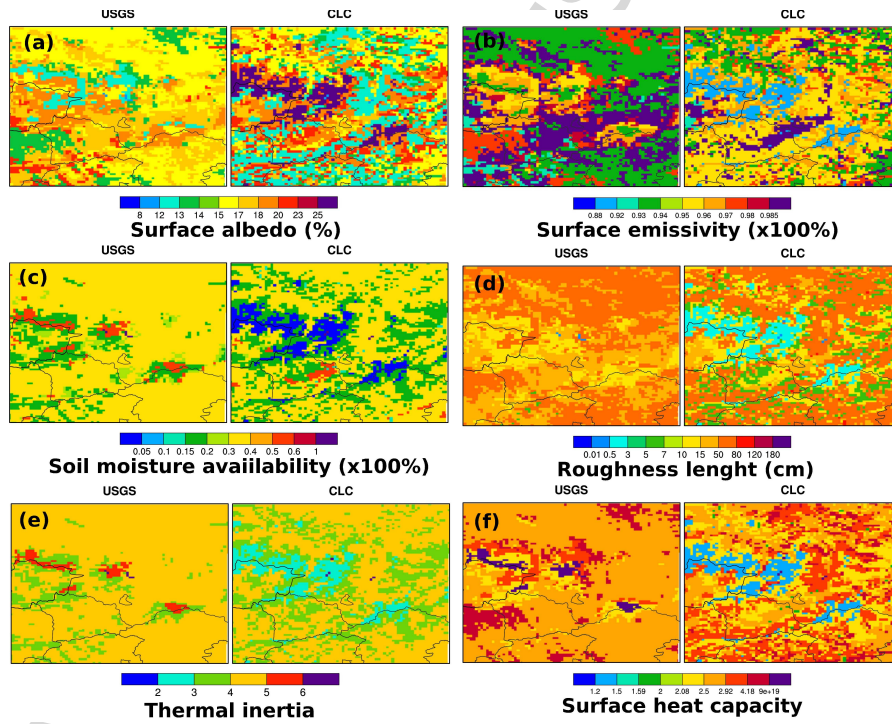 USGS CLC USGS CLC
(a) (b)
8 12 13 14 15 17 18 20 23 25
0.88 0.92 0.93 0.94 0.95 0.96 0.97 0.98 0.985
Surface albedo (%)
Surface emissivity (x100%)
USGS CLC USGS CLC
(c) (d)
0.05 0.1 0.15 0.2 0.3 0.4 0.5 0.6 1
0.01 0.5 3 5 7 10 15 50 80 120 180
Soil moisture avaiilability (x100%)
Roughness lenght (cm)
USGS CLC USGS CLC
(e) (f)
2 3 4 5 6
1.2 1.5 1.59 2 2.08 2.5 2.92 4.18 9e+19
Thermal inertia
Surface heat capacity